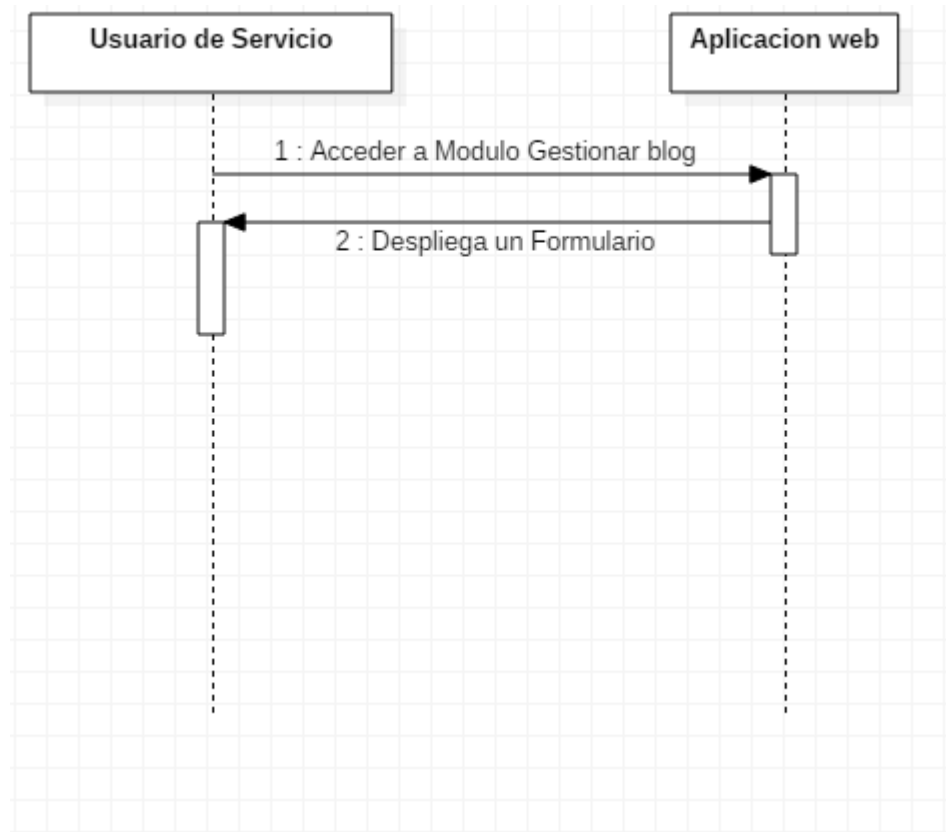 Usuario de Servicio
Aplicacion web
1 : Acceder a Modulo Gestionar blog
2 : Despliega un Formulario